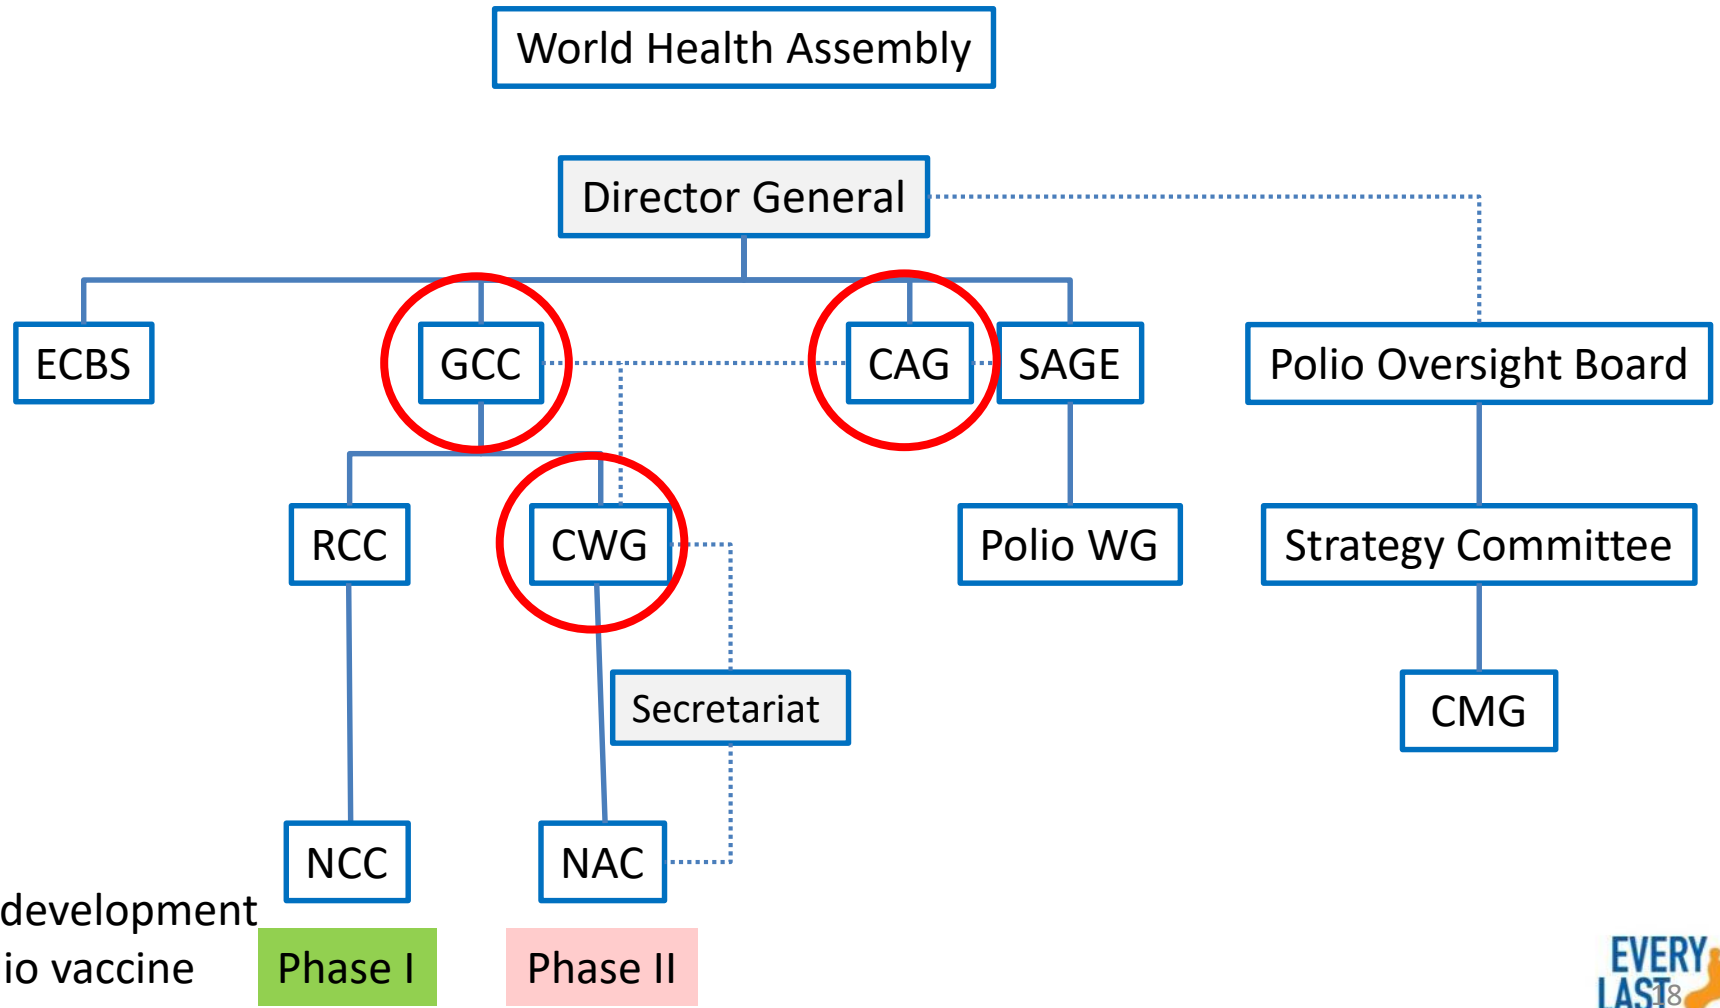 World Health Assembly
Director General
ECBS
GCC
CAG
SAGE
Polio Oversight Board
RCC
CWG
Polio WG
Strategy Committee
Secretariat
CMG
NCC
NAC
development
io vaccine
Phase I
Phase II
EVERY
LAST
18